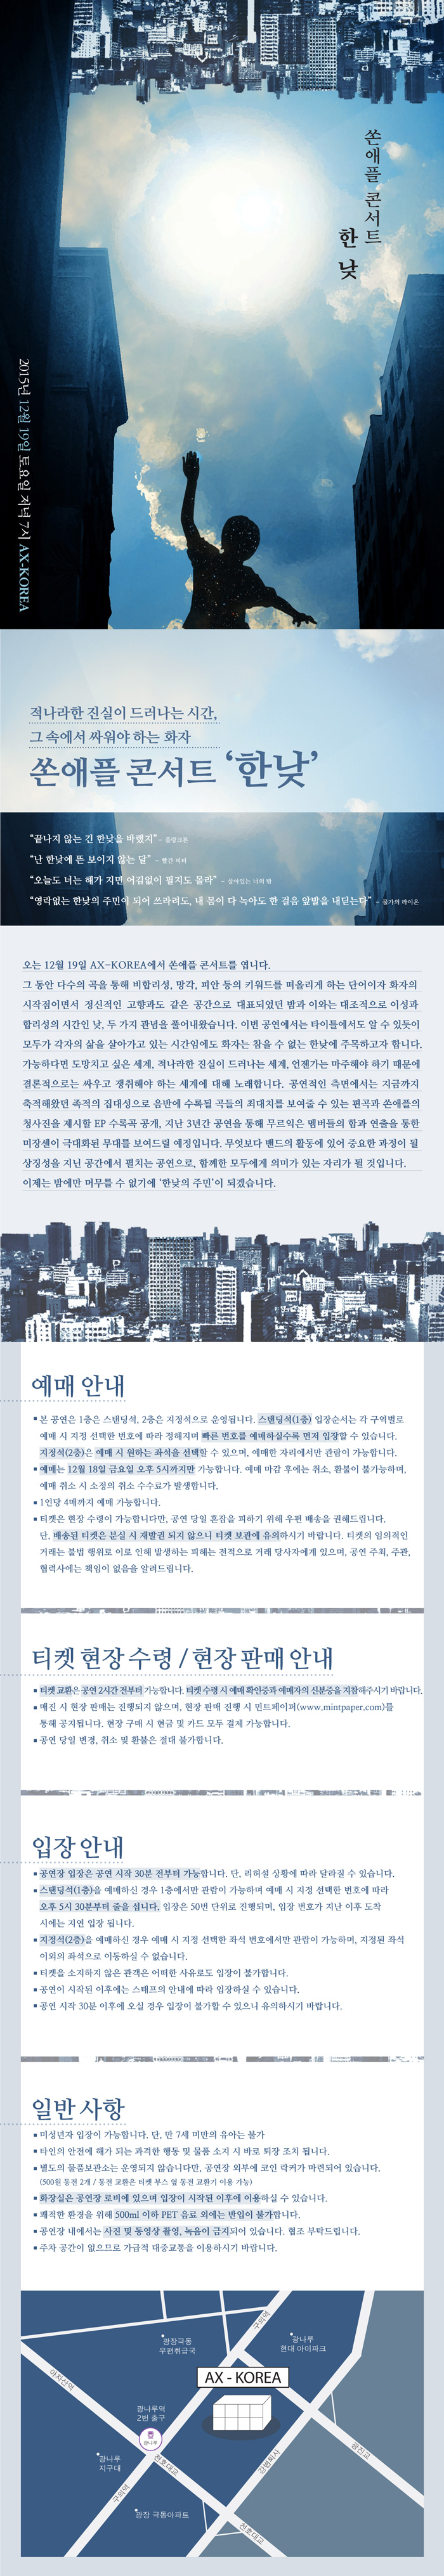 쏜애플 콘서트
한낮
2015년 12월 19일 토요일 저녁 7시 AX-KOREA
적나라한 진실이 드러나는 시간,
그 속에서 싸워야 하는 화자
쏜애플 콘서트 ‘한낮’
“끝나지 않는 긴 한낮을 바랬지” - 플랑크톤
“난 한낮에 뜬 보이지 않는 달” - 빨간 피터
“오늘도 너는 해가 지면 어김없이 필지도 몰라” - 살아있는 너의 밤
“영락없는 한낮의 주민이 되어 쓰라려도, 내 몸이 다 녹아도 한 걸음 앞발을 내딛는다” - 물가의 라이온
오는 12월 19일 AX-KOREA에서 쏜애플 콘서트를 엽니다.
그 동안 다수의 곡을 통해 비합리성, 망각, 피안 등의 키워드를 떠올리게 하는 단어이자 화자의
시작점이면서 정신적인 고향과도 같은 공간으로 대표되었던 밤과 이와는 대조적으로 이성과
합리성의 시간인 낮, 두 가지 관념을 풀어내왔습니다. 이번 공연에서는 타이틀에서도 알 수 있듯이
모두가 각자의 삶을 살아가고 있는 시간임에도 화자는 참을 수 없는 한낮에 주목하고자 합니다.
가능하다면 도망치고 싶은 세계, 적나라한 진실이 드러나는 세계, 언젠가는 마주해야 하기 때문에
결론적으로는 싸우고 쟁취해야 하는 세계에 대해 노래합니다. 공연적인 측면에서는 지금까지
축적해왔던 족적의 집대성으로 음반에 수록될 곡들의 최대치를 보여줄 수 있는 편곡과 쏜애플의
청사진을 제시할 EP 수록곡 공개, 지난 3년간 공연을 통해 무르익은 멤버들의 합과 연출을 통한
미장센이 극대화된 무대를 보여드릴 예정입니다. 무엇보다 밴드의 활동에 있어 중요한 과정이 될
상징성을 지닌 공간에서 펼치는 공연으로, 함께한 모두에게 의미가 있는 자리가 될 것입니다.
이제는 밤에만 머무를 수 없기에 ‘한낮의 주민’이 되겠습니다.
예매 안내
▪ 본 공연은 1층은 스탠딩석, 2층은 지정석으로 운영됩니다. 스탠딩석(1층) 입장순서는 각 구역별로
예매 시 지정 선택한 번호에 따라 정해지며 빠른 번호를 예매하실수록 먼저 입장할 수 있습니다.
지정석(2층)은 예매 시 원하는 좌석을 선택할 수 있으며, 예매한 자리에서만 관람이 가능합니다.
▪ 예매는 12월 18일 금요일 오후 5시까지만 가능합니다. 예매 마감 후에는 취소, 환불이 불가능하며,
예매 취소 시 소정의 취소 수수료가 발생합니다.
▪ 1인당 4매까지 예매 가능합니다.
▪ 티켓은 현장 수령이 가능합니다만, 공연 당일 혼잡을 피하기 위해 우편 배송을 권해드립니다.
단, 배송된 티켓은 분실 시 재발권 되지 않으니 티켓 보관에 유의하시기 바랍니다. 티켓의 임의적인
거래는 불법 행위로 이로 인해 발생하는 피해는 전적으로 거래 당사자에게 있으며, 공연 주최, 주관,
협력사에는 책임이 없음을 알려드립니다.
티켓 현장 수령 / 현장 판매 안내
▪ 티켓 교환은 공연 2시간 전부터 가능합니다. 티켓 수령 시 예매 확인증과 예매자의 신분증을 지참해주시기 바랍니다.
▪ 매진 시 현장 판매는 진행되지 않으며, 현장 판매 진행 시 민트페이퍼(www.mintpaper.com)를
통해 공지됩니다. 현장 구매 시 현금 및 카드 모두 결제 가능합니다.
▪ 공연 당일 변경, 취소 및 환불은 절대 불가합니다.
입장 안내
▪ 공연장 입장은 공연 시작 30분 전부터 가능합니다. 단, 리허설 상황에 따라 달라질 수 있습니다.
▪ 스탠딩석(1층)을 예매하신 경우 1층에서만 관람이 가능하며 예매 시 지정 선택한 번호에 따라
오후 5시 30분부터 줄을 섭니다. 입장은 50번 단위로 진행되며, 입장 번호가 지난 이후 도착
시에는 지연 입장 됩니다.
▪ 지정석(2층)을 예매하신 경우 예매 시 지정 선택한 좌석 번호에서만 관람이 가능하며, 지정된 좌석
이외의 좌석으로 이동하실 수 없습니다.
▪ 티켓을 소지하지 않은 관객은 어떠한 사유로도 입장이 불가합니다.
▪ 공연이 시작된 이후에는 스태프의 안내에 따라 입장하실 수 있습니다.
▪ 공연 시작 30분 이후에 오실 경우 입장이 불가할 수 있으니 유의하시기 바랍니다.
일반 사항
▪ 미성년자 입장이 가능합니다. 단, 만 7세 미만의 유아는 불가
▪ 타인의 안전에 해가 되는 과격한 행동 및 물품 소지 시 바로 퇴장 조치 됩니다.
▪ 별도의 물품보관소는 운영되지 않습니다만, 공연장 외부에 코인 락커가 마련되어 있습니다.
(500원 동전 2개 / 동전 교환은 티켓 부스 옆 동전 교환기 이용 가능)
▪ 화장실은 공연장 로비에 있으며 입장이 시작된 이후에 이용하실 수 있습니다.
▪ 쾌적한 환경을 위해 500ml 이하 PET 음료 외에는 반입이 불가합니다.
▪ 공연장 내에서는 사진 및 동영상 촬영, 녹음이 금지되어 있습니다. 협조 부탁드립니다.
▪ 주차 공간이 없으므로 가급적 대중교통을 이용하시기 바랍니다.
구의역
광장극동
우편취급국
광나루
현대 아이파크
아차산역
AX - KOREA
광나루역
2번 출구
광나루
광나루
지구대
천호대교
강변북로
광진교
구의역
광장 극동아파트
천호대교